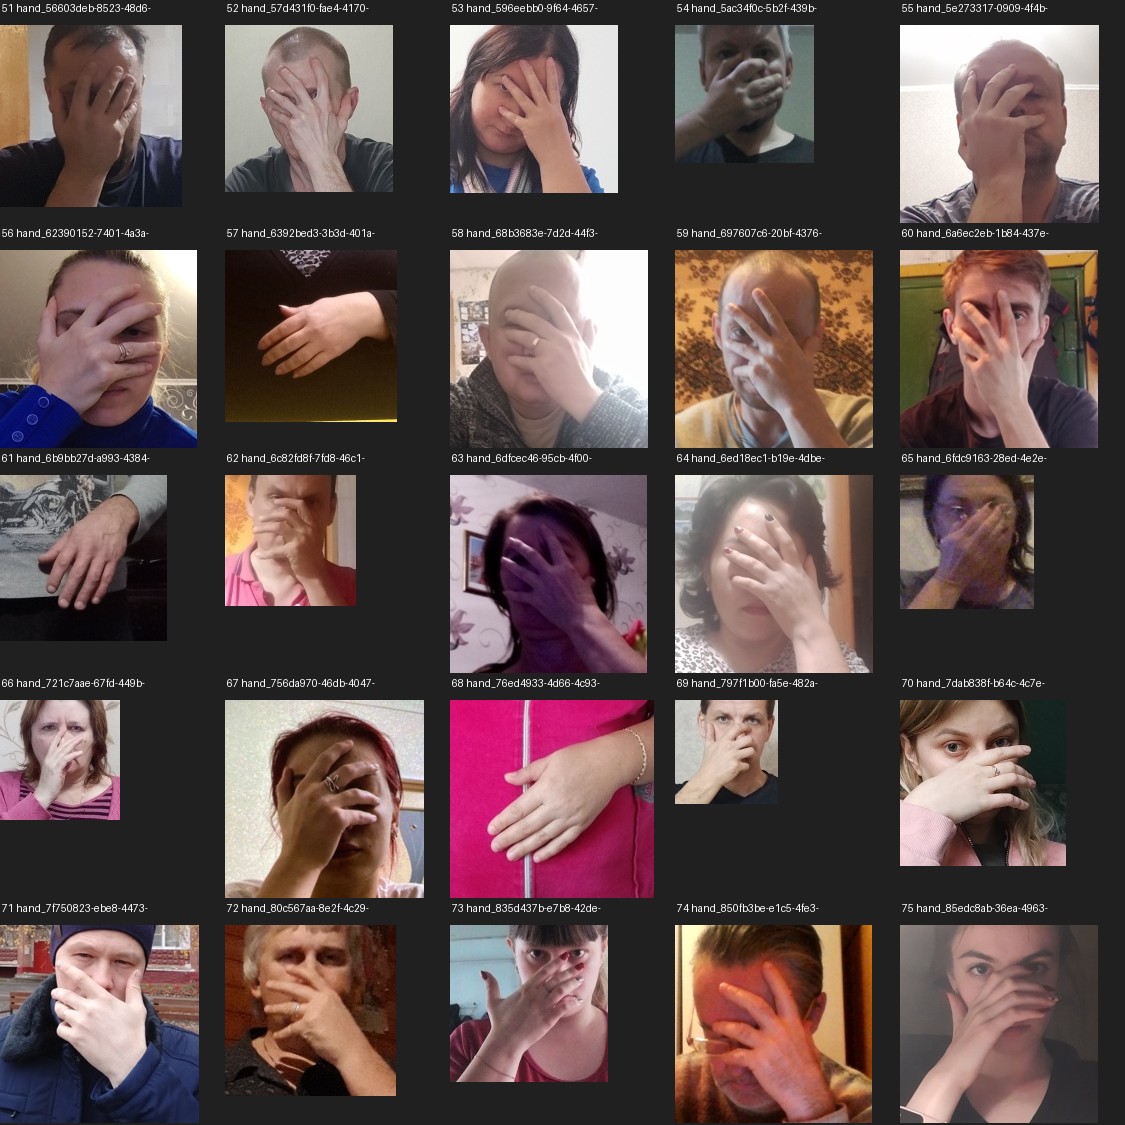 51 hand_56603deb-8523-48d6-
52 hand_57d431f0-fae4-4170-
53 hand_596eebb0-9f64-4657-
54 hand_5ac34f0c-5b2f-439b-
55 hand_5e273317-0909-4f4b-
56 hand_62390152-7401-4a3a-
57 hand_6392bed3-3b3d-401a-
58 hand_68b3683e-7d2d-44f3-
59 hand_697607c6-20bf-4376-
60 hand_6a6ec2eb-1b84-437e-
61 hand_6b9bb27d-a993-4384-
62 hand_6c82fd8f-7fd8-46c1-
63 hand_6dfcec46-95cb-4f00-
64 hand_6ed18ec1-b19e-4dbe-
65 hand_6fdc9163-28ed-4e2e-
66 hand_721c7aae-67fd-449b-
67 hand_756da970-46db-4047-
68 hand_76ed4933-4d66-4c93-
69 hand_797f1b00-fa5e-482a-
70 hand_7dab838f-b64c-4c7e-
71 hand_7f750823-ebe8-4473-
72 hand_80c567aa-8e2f-4c29-
73 hand_835d437b-e7b8-42de-
74 hand_850fb3be-e1c5-4fe3-
75 hand_85edc8ab-36ea-4963-